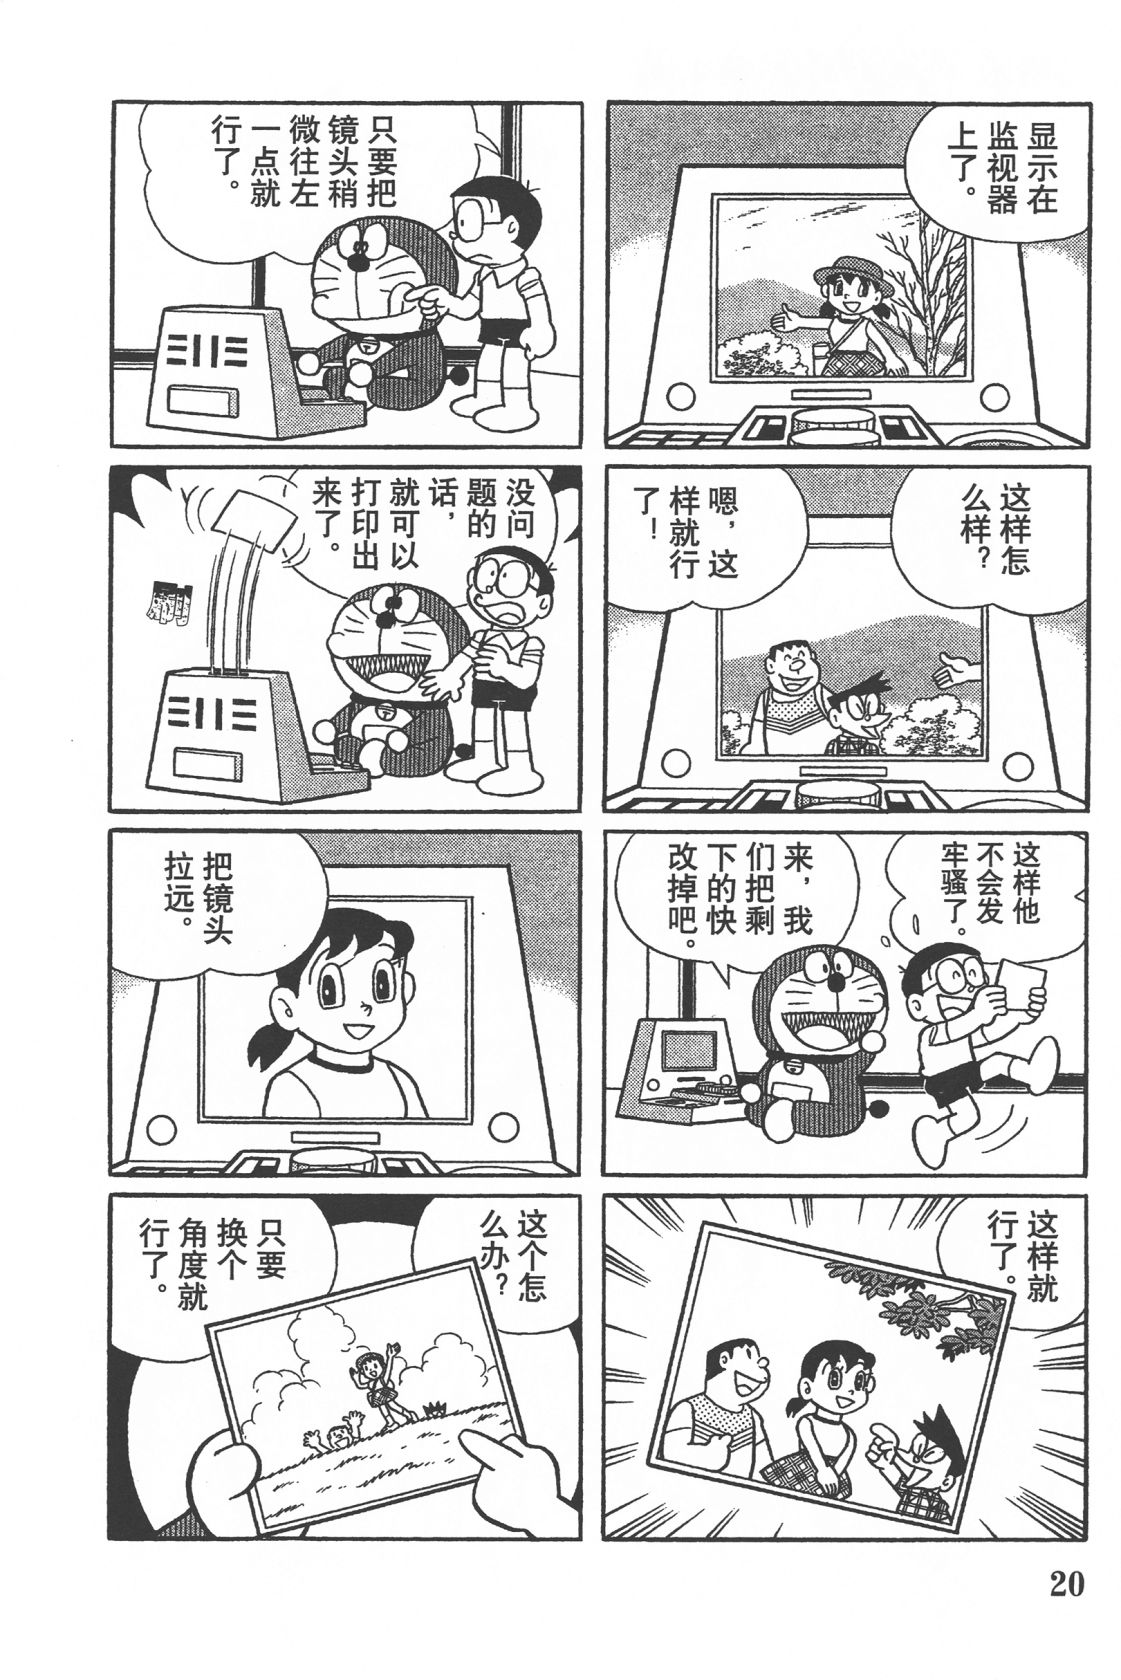 显示在
监视器
上了。
只要把
镜头稍
微往左
一点就
行了。
这样怎
么样?
嗯，这
样就行
了!
没问
题的
话，
就可以
打印出
来了。
这样他
不会发
牢骚了。
来，我
们把剩
下的快
改掉吧。
把镜头
拉远。
这样就
行了。
这个怎
么办?
只要
换个
角度就
行了。
20